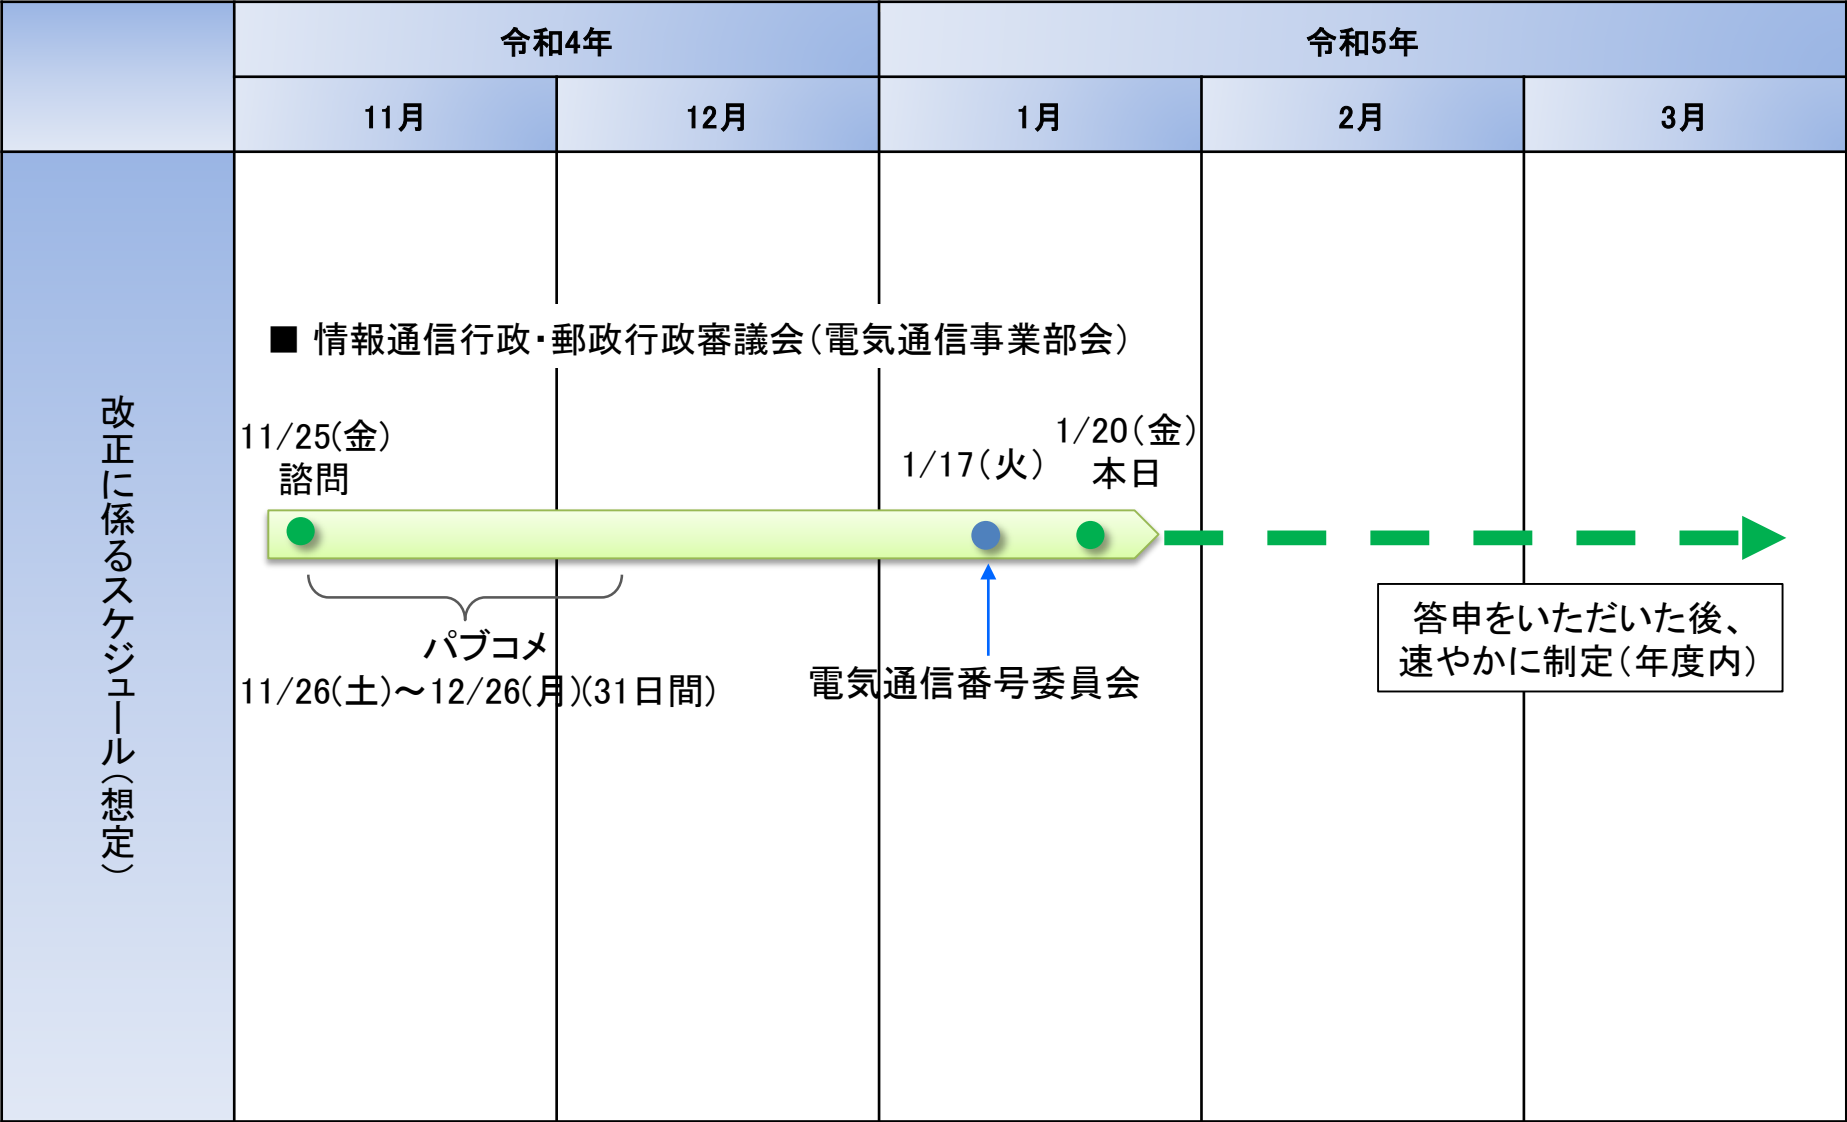 令和4年
令和5年
11月
12月
1月
2月
3月
改正に係るスケジュール（想定）
■ 情報通信行政・郵政行政審議会（電気通信事業部会）
11/25(金)
諮問
1/17（火）
1/20（金）
本日
パブコメ
11/26(土)～12/26(月)(31日間)
電気通信番号委員会
答申をいただいた後、
速やかに制定（年度内）